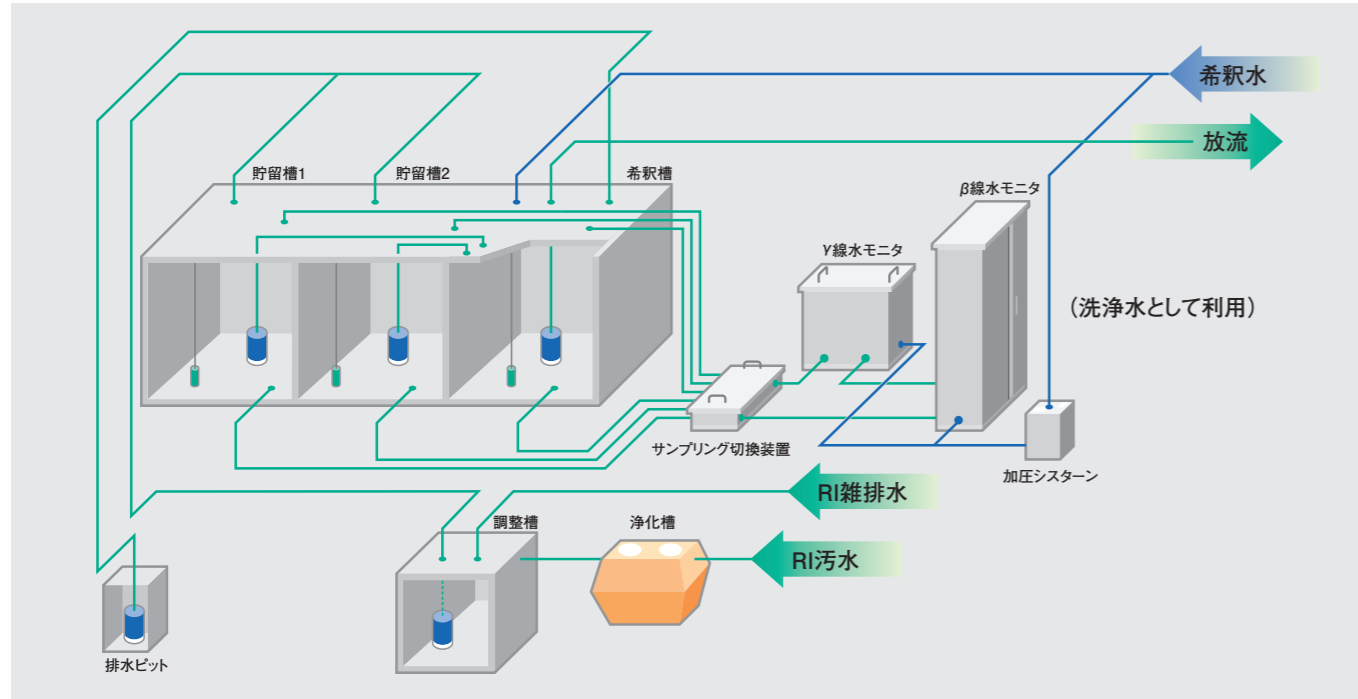 希釈水
放流
貯留槽1
貯留槽2
希釈槽
β線水モニタ
γ線水モニタ
(洗浄水として利用)
サンプリング切換装置
加圧シスターン
RI雑排水
調整槽
浄化槽
RI汚水
排水ピット